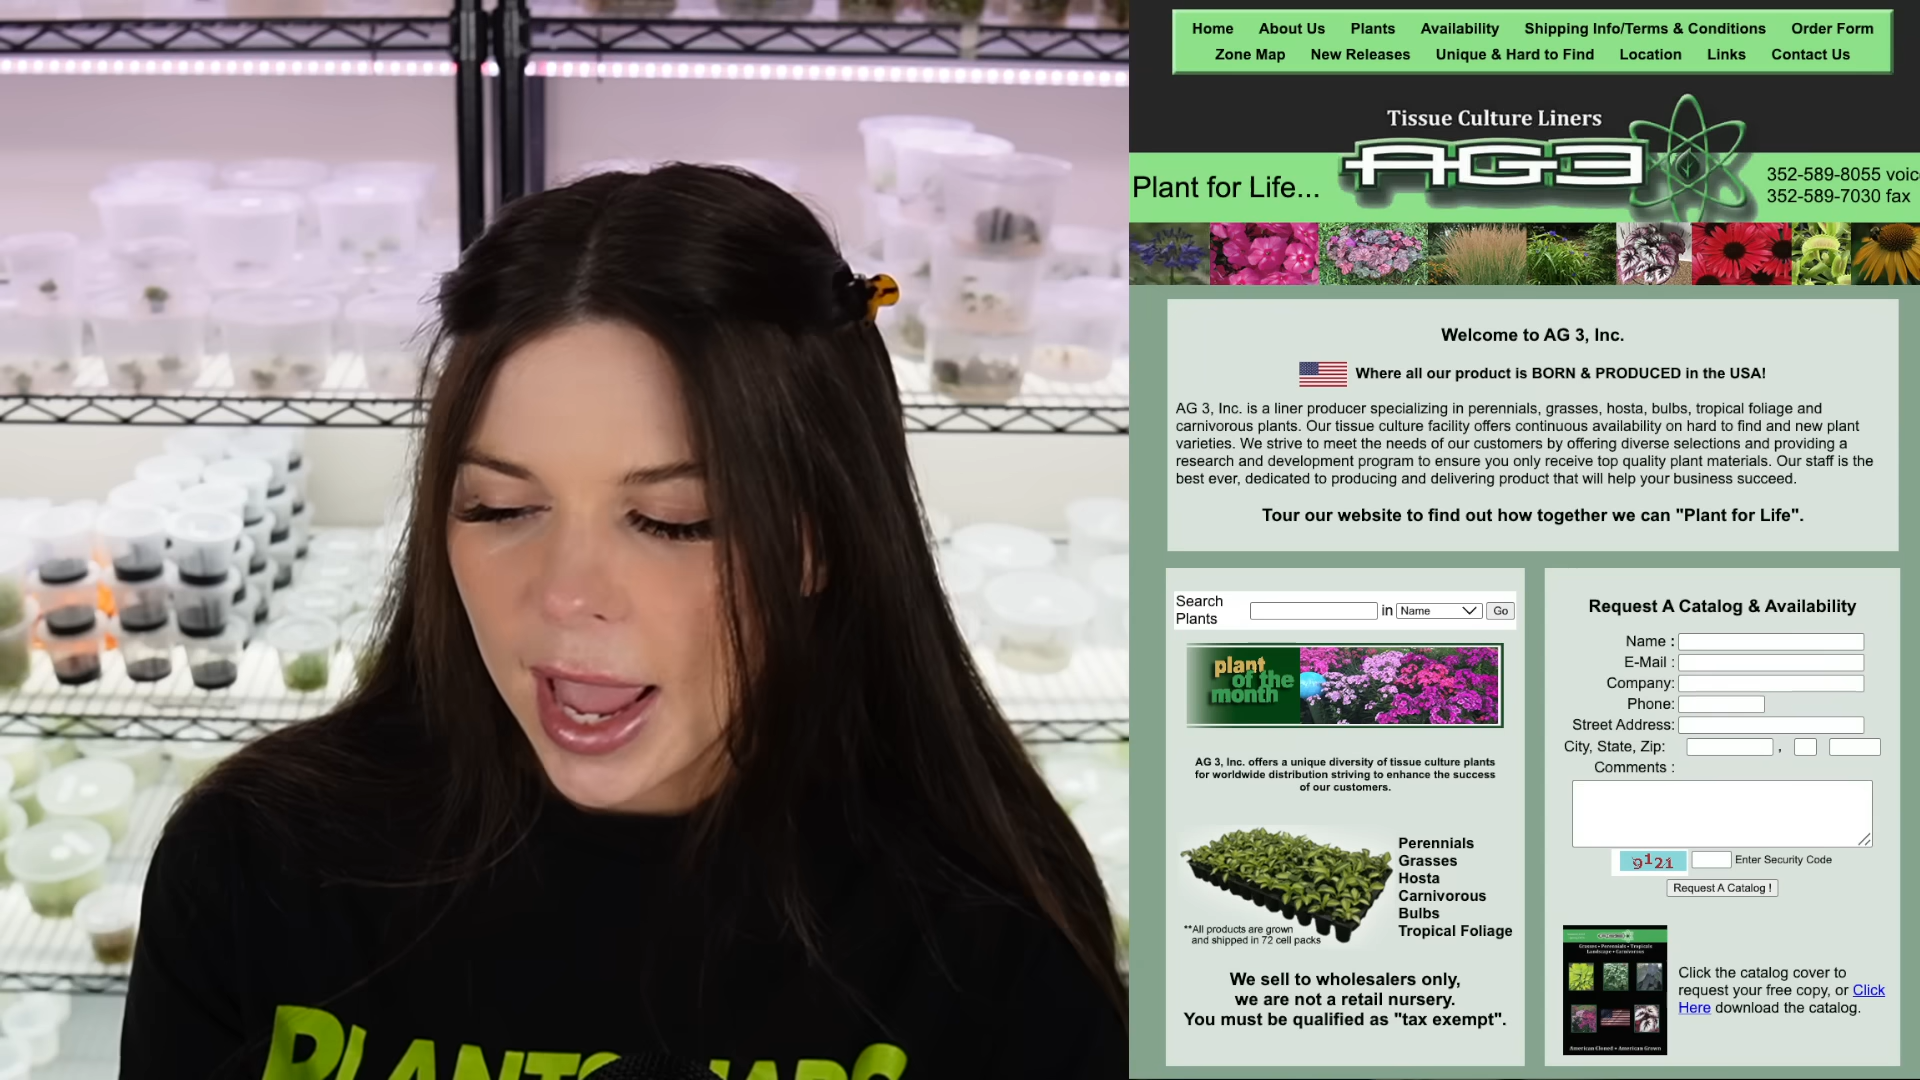 Home About Us Plants Availability Shipping Info/Terms & Conditions Order Form
Zone Map New Releases Unique & Hard to Find Location Links Contact Us
Tissue Culture Liners
AG3
Plant for Life...
352-589-8055 voic
352-589-7030 fax
Welcome to AG 3, Inc.
Where all our product is BORN & PRODUCED in the USA!
AG 3, Inc. is a liner producer specializing in perennials, grasses, hosta, bulbs, tropical foliage and
carnivorous plants. Our tissue culture facility offers continuous availability on hard to find and new plant
varieties. We strive to meet the needs of our customers by offering diverse selections and providing a
research and development program to ensure you only receive top quality plant materials. Our staff is the
best ever, dedicated to producing and delivering product that will help your business succeed.
Tour our website to find out how together we can "Plant for Life".
Search
Plants
in Name Go
plant
of the
month
AG 3, Inc. offers a unique diversity of tissue culture plants
for worldwide distribution striving to enhance the success
of our customers.
Perennials
Grasses
Hosta
Carnivorous
Bulbs
Tropical Foliage
**All products are grown
and shipped in 72 cell packs
We sell to wholesalers only,
we are not a retail nursery.
You must be qualified as "tax exempt".
Request A Catalog & Availability
Name :
E-Mail :
Company:
Phone:
Street Address:
City, State, Zip: ,
Comments :
9121 Enter Security Code
Request A Catalog !
Grasses • Perennials • Tropicals
Landscape • Carnivorous
American Cloned • American Grown
Click the catalog cover to
request your free copy, or Click
Here download the catalog.
PLANTS